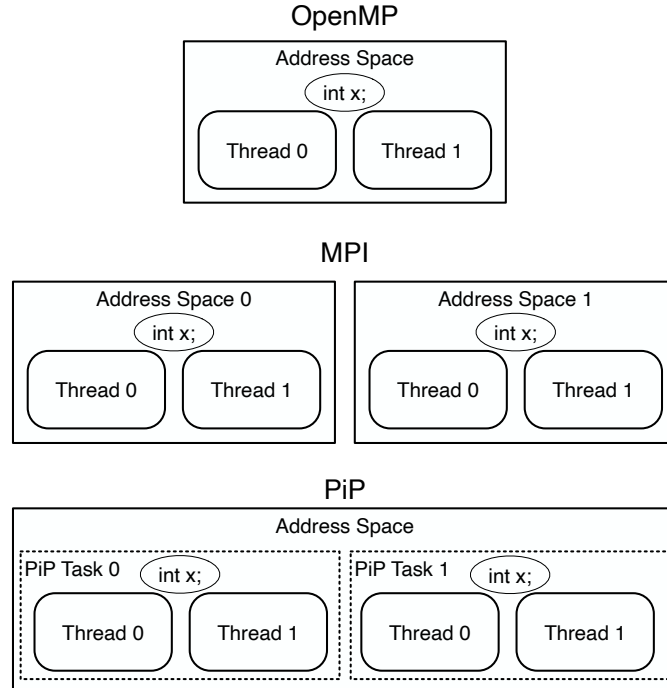 OpenMP
Address Space
int x;
Thread 0 Thread 1
MPI
Address Space 0 Address Space 1
int x; int x;
Thread 0 Thread 1 Thread 0 Thread 1
PiP
Address Space
PiP Task 0 int x; PiP Task 1 int x;
Thread 0 Thread 1 Thread 0 Thread 1